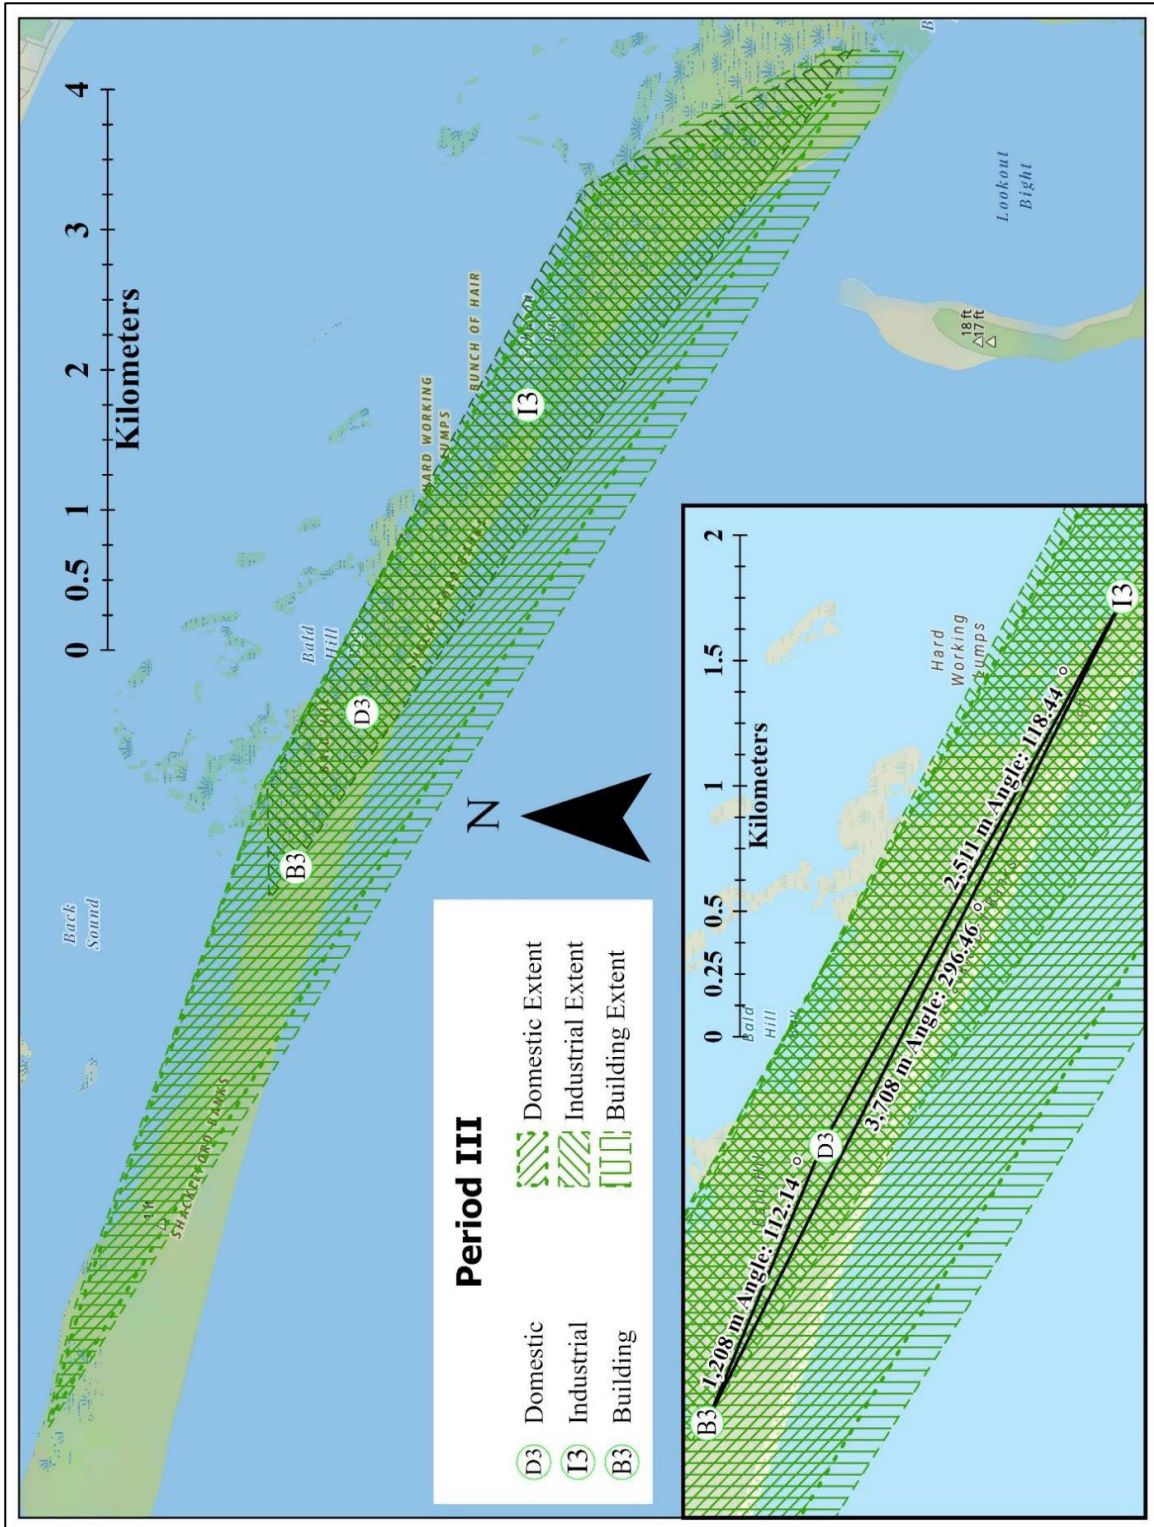 Back
Sound
B3
SHACKLEFORD BANKS
Bald
Hill
D3
SHACKLEFORD BANKS
HARD WORKING
LUMPS
BUNCH OF HAIR
I3
0 0.5 1 2 3 4
Kilometers
Lookout
Bight
18 ft
17 ft
N
Period III
D3 Domestic
I3 Industrial
B3 Building
Domestic Extent
Industrial Extent
Building Extent
0 0.25 0.5 1 1.5 2
Kilometers
Bald
Hill
Hard
Working
Lumps
B3
1,208 m Angle: 112.14 °
D3
2,511 m Angle: 118.44 °
3,708 m Angle: 296.46 °
I3